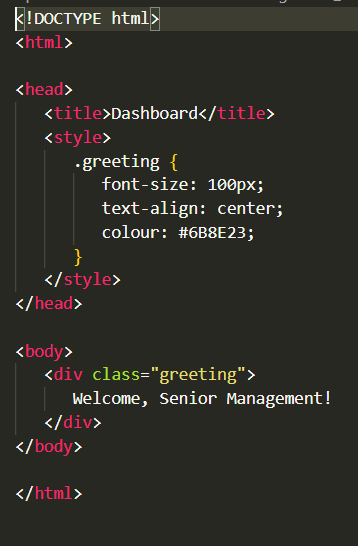 <!DOCTYPE html>
<html>
<head>
<title>Dashboard</title>
<style>
.greeting {
font-size: 100px;
text-align: center;
colour: #6B8E23;
}
</style>
</head>
<body>
<div class="greeting">
Welcome, Senior Management!
</div>
</body>
</html>